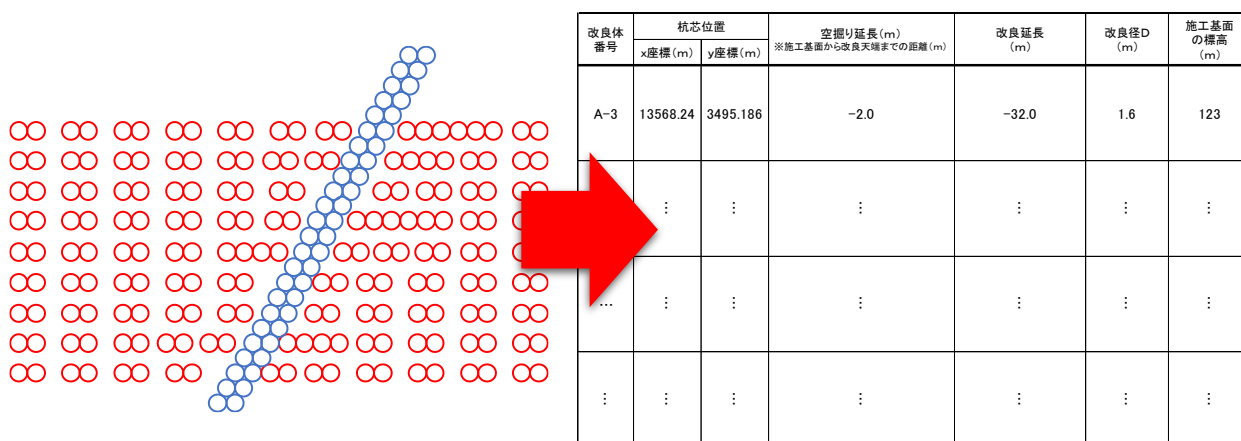 改良体
番号
杭芯位置
x座標(m)
y座標(m)
空掘り延長(m)
※施工基面から改良天端までの距離(m)
改良延長
(m)
改良径D
(m)
施工基面
の標高
(m)
A-3
13568.24
3495.186
-2.0
-32.0
1.6
123
⋮ ⋮ ⋮ ⋮ ⋮ ⋮
… ⋮ ⋮ ⋮ ⋮ ⋮ ⋮
⋮ ⋮ ⋮ ⋮ ⋮ ⋮ ⋮